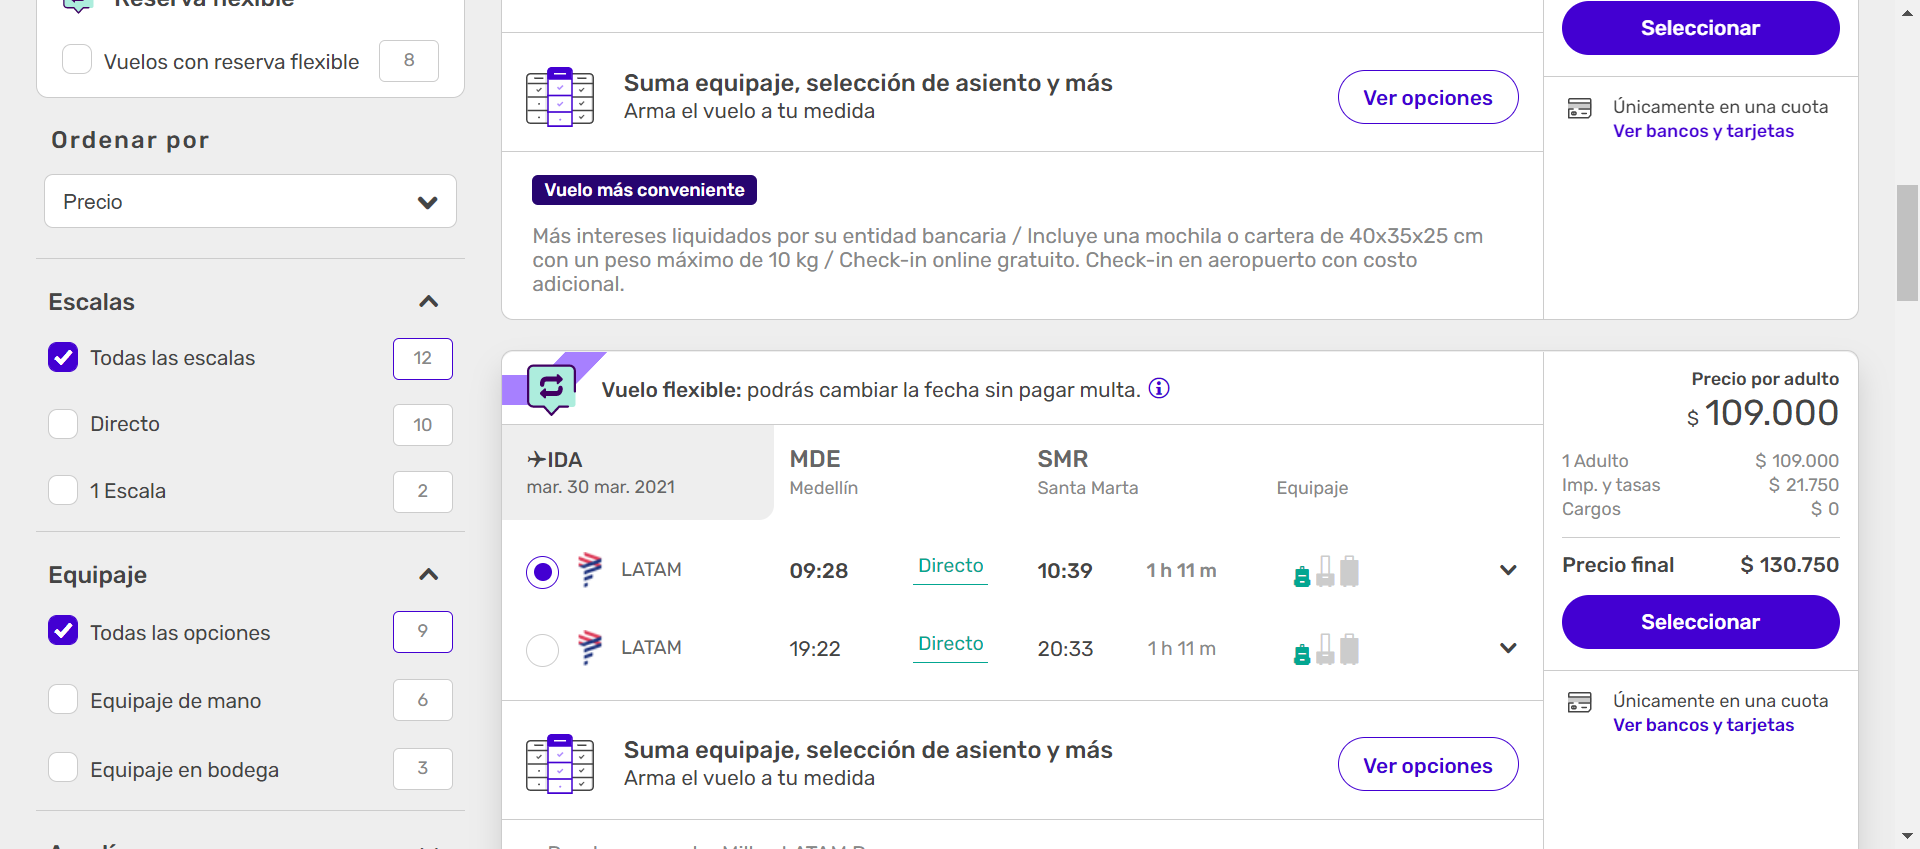 Reserva flexible
Vuelos con reserva flexible 8
Ordenar por
Precio
Escalas
Todas las escalas 12
Directo 10
1 Escala 2
Equipaje
Todas las opciones 9
Equipaje de mano 6
Equipaje en bodega 3
Suma equipaje, selección de asiento y más
Arma el vuelo a tu medida
Ver opciones
Vuelo más conveniente
Más intereses liquidados por su entidad bancaria / Incluye una mochila o cartera de 40x35x25 cm
con un peso máximo de 10 kg / Check-in online gratuito. Check-in en aeropuerto con costo
adicional.
Seleccionar
Únicamente en una cuota
Ver bancos y tarjetas
Vuelo flexible: podrás cambiar la fecha sin pagar multa.
IDA MDE SMR
mar. 30 mar. 2021 Medellín Santa Marta Equipaje
LATAM 09:28 Directo 10:39 1 h 11 m
LATAM 19:22 Directo 20:33 1 h 11 m
Suma equipaje, selección de asiento y más
Arma el vuelo a tu medida
Ver opciones
Precio por adulto
$ 109.000
1 Adulto $ 109.000
Imp. y tasas $ 21.750
Cargos $ 0
Precio final $ 130.750
Seleccionar
Únicamente en una cuota
Ver bancos y tarjetas